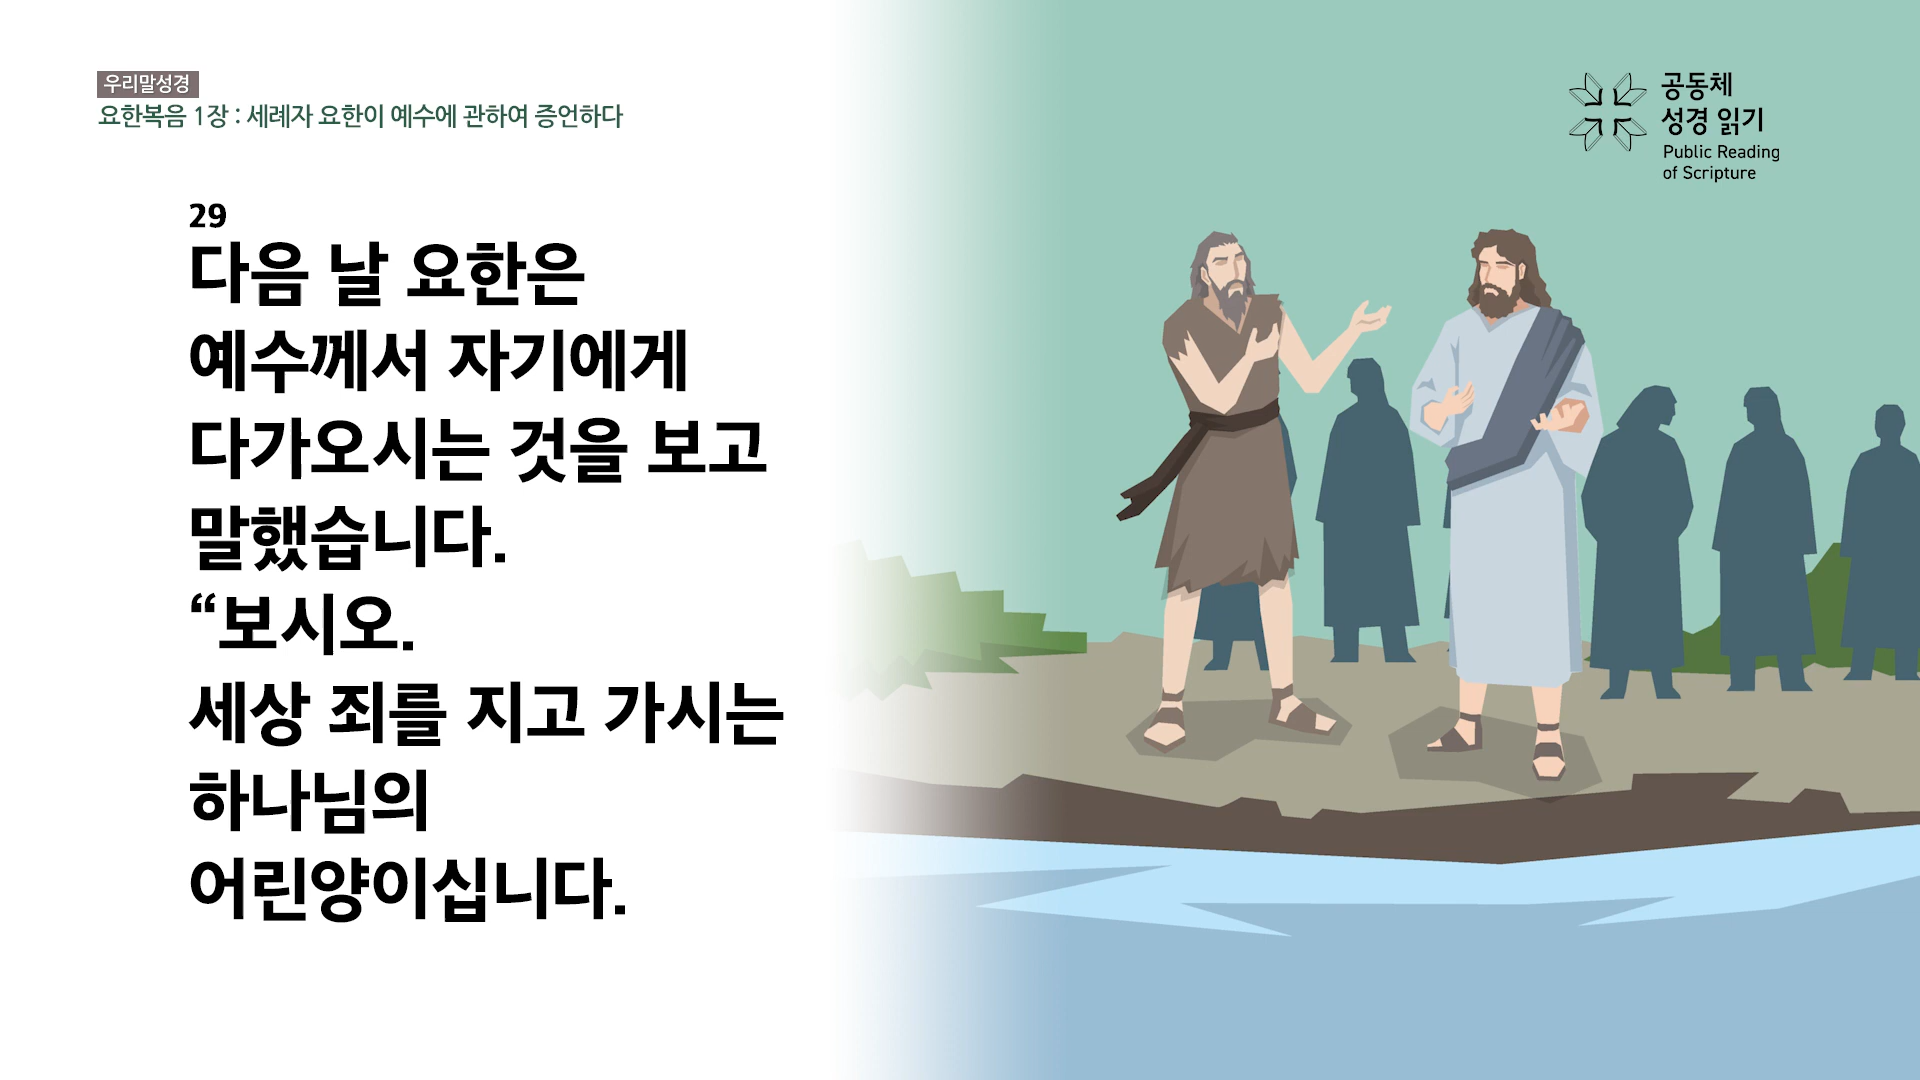 우리말성경
요한복음 1장 : 세례자 요한이 예수에 관하여 증언하다
공동체
성경 읽기
Public Reading
of Scripture
29
다음 날 요한은
예수께서 자기에게
다가오시는 것을 보고
말했습니다.
“보시오.
세상 죄를 지고 가시는
하나님의
어린양이십니다.